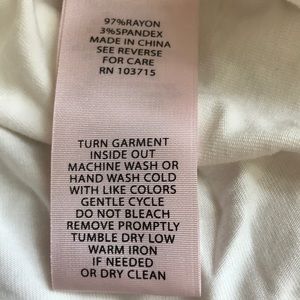 97%RAYON
3%SPANDEX
MADE IN CHINA
SEE REVERSE
FOR CARE
RN 103715
TURN GARMENT
INSIDE OUT
MACHINE WASH OR
HAND WASH COLD
WITH LIKE COLORS
GENTLE CYCLE
DO NOT BLEACH
REMOVE PROMPTLY
TUMBLE DRY LOW
WARM IRON
IF NEEDED
OR DRY CLEAN